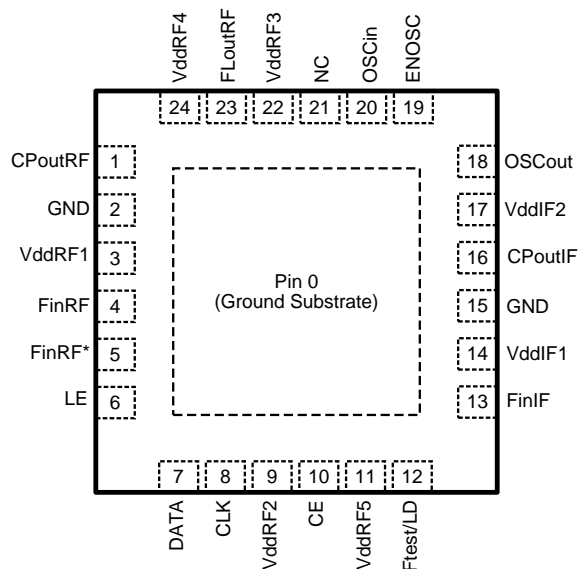 VddRF4
FLoutRF
VddRF3
NC
OSCin
ENOSC
24
23
22
21
20
19
CPoutRF
1
GND
2
VddRF1
3
FinRF
4
FinRF*
5
LE
6
Pin 0
(Ground Substrate)
18
OSCout
17
VddIF2
16
CPoutIF
15
GND
14
VddIF1
13
FinIF
7
8
9
10
11
12
DATA
CLK
VddRF2
CE
VddRF5
Ftest/LD